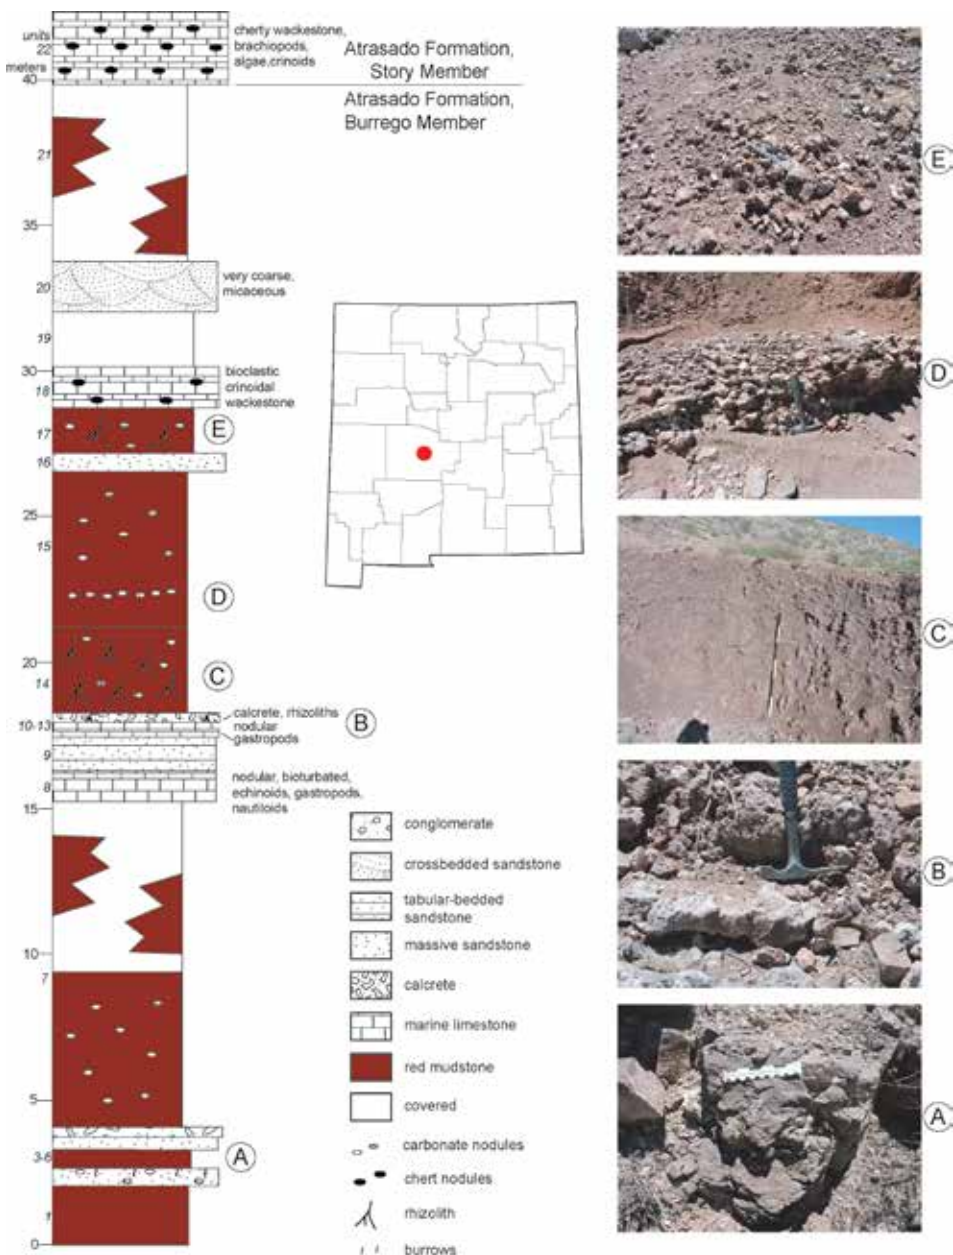 units
22
meters
40
cherty wackestone,
brachiopods,
algae,crinoids
Atrasado Formation,
Story Member
Atrasado Formation,
Burrego Member
21
35
20
very coarse,
micaceous
19
30
18
bioclastic
crinoidal
wackestone
17
E
16
25
15
D
20
14
C
10-13
calcrete, rhizoliths
nodular
gastropods
B
9
8
nodular, bioturbated,
echinoids, gastropods,
nautiloids
15
10
7
5
3-6
A
1
0
conglomerate
crossbedded sandstone
tabular-bedded
sandstone
massive sandstone
calcrete
marine limestone
red mudstone
covered
carbonate nodules
chert nodules
rhizolith
burrows
E
D
C
B
A